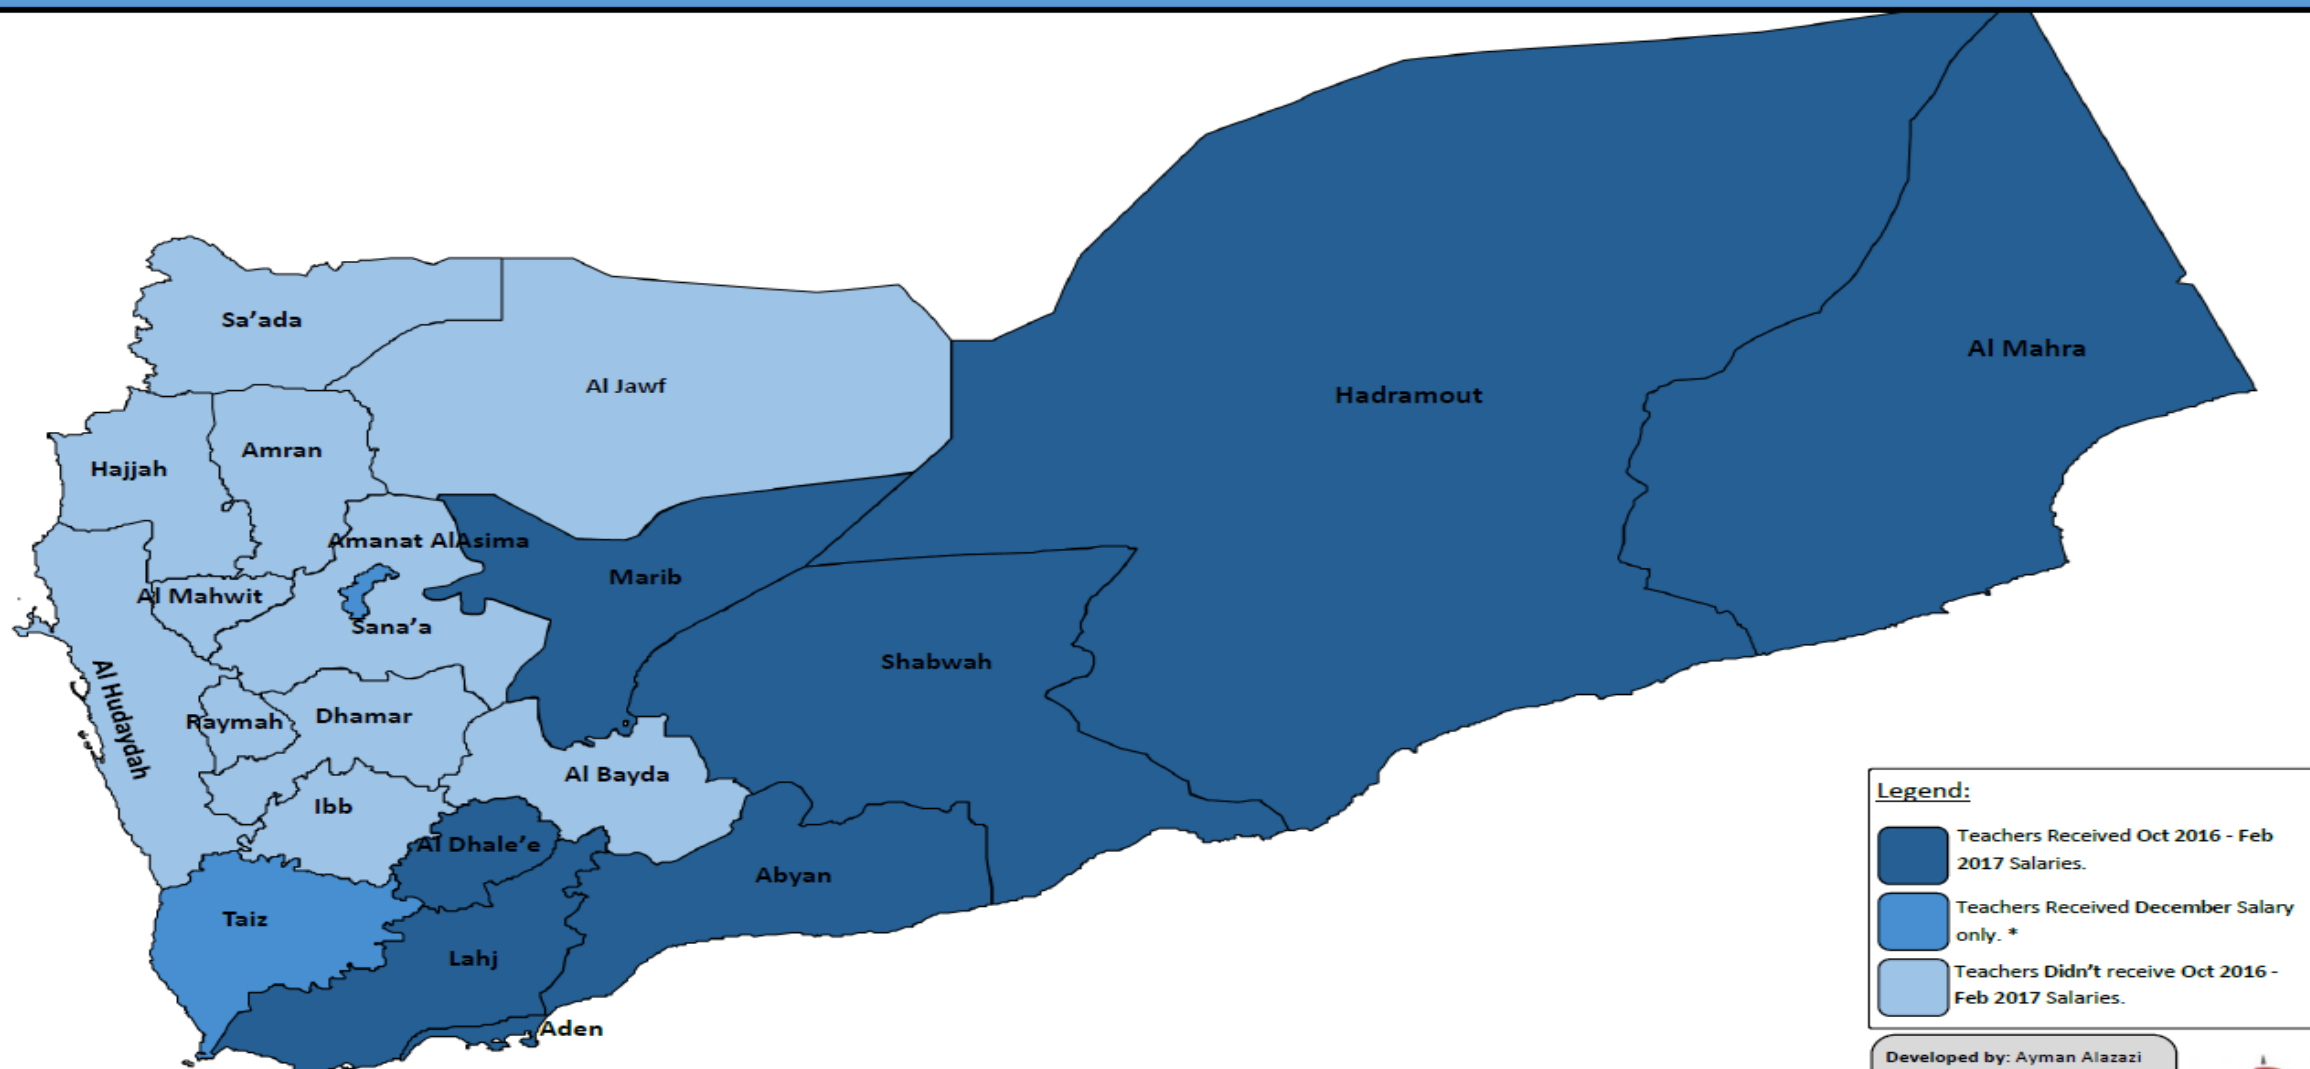 Sa’ada
Al Jawf
Al Mahra
Hadramout
Amran
Hajjah
Amanat AlAsima
Marib
Al Mahwit
Sana’a
Shabwah
Al Hudaydah
Raymah
Dhamar
Al Bayda
Ibb
Al Dhale’e
Abyan
Taiz
Lahj
Aden
Legend:
Teachers Received Oct 2016 - Feb
2017 Salaries.
Teachers Received December Salary
only. *
Teachers Didn’t receive Oct 2016 -
Feb 2017 Salaries.
Developed by: Ayman Alazazi